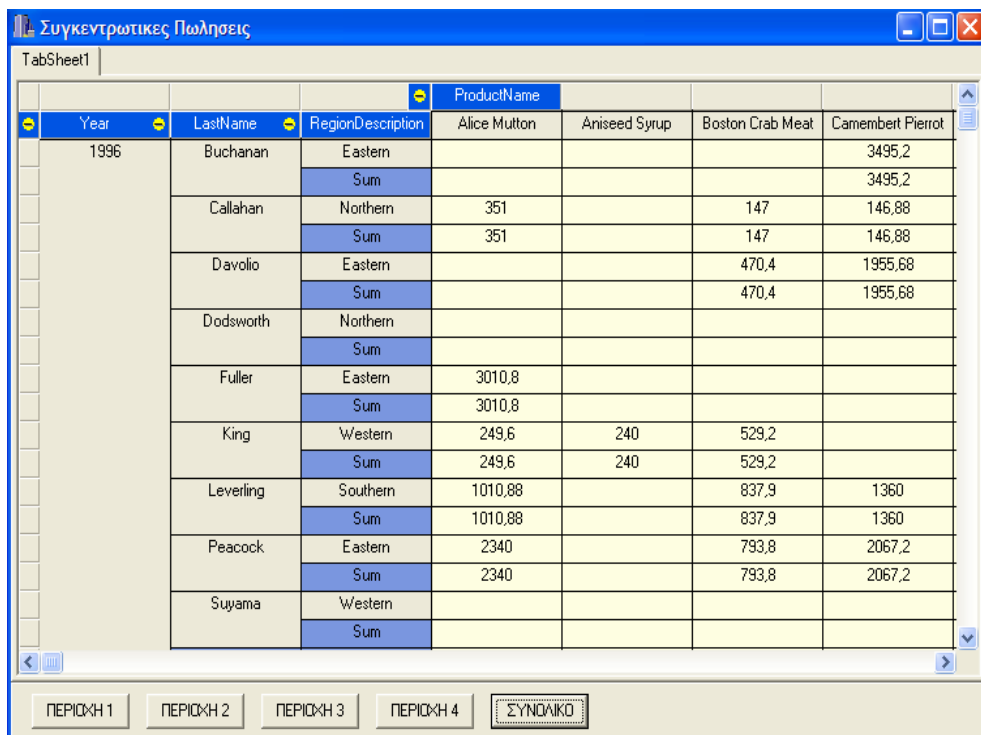 Συγκεντρωτικες Πωλησεις
TabSheet1
ProductName
Year LastName RegionDescription Alice Mutton Aniseed Syrup Boston Crab Meat Camembert Pierrot
1996 Buchanan Eastern 3495,2
Sum 3495,2
Callahan Northern 351 147 146,88
Sum 351 147 146,88
Davolio Eastern 470,4 1955,68
Sum 470,4 1955,68
Dodsworth Northern
Sum
Fuller Eastern 3010,8
Sum 3010,8
King Western 249,6 240 529,2
Sum 249,6 240 529,2
Leverling Southern 1010,88 837,9 1360
Sum 1010,88 837,9 1360
Peacock Eastern 2340 793,8 2067,2
Sum 2340 793,8 2067,2
Suyama Western
Sum
ΠΕΡΙΟΧΗ 1 ΠΕΡΙΟΧΗ 2 ΠΕΡΙΟΧΗ 3 ΠΕΡΙΟΧΗ 4 ΣΥΝΟΛΙΚΟ